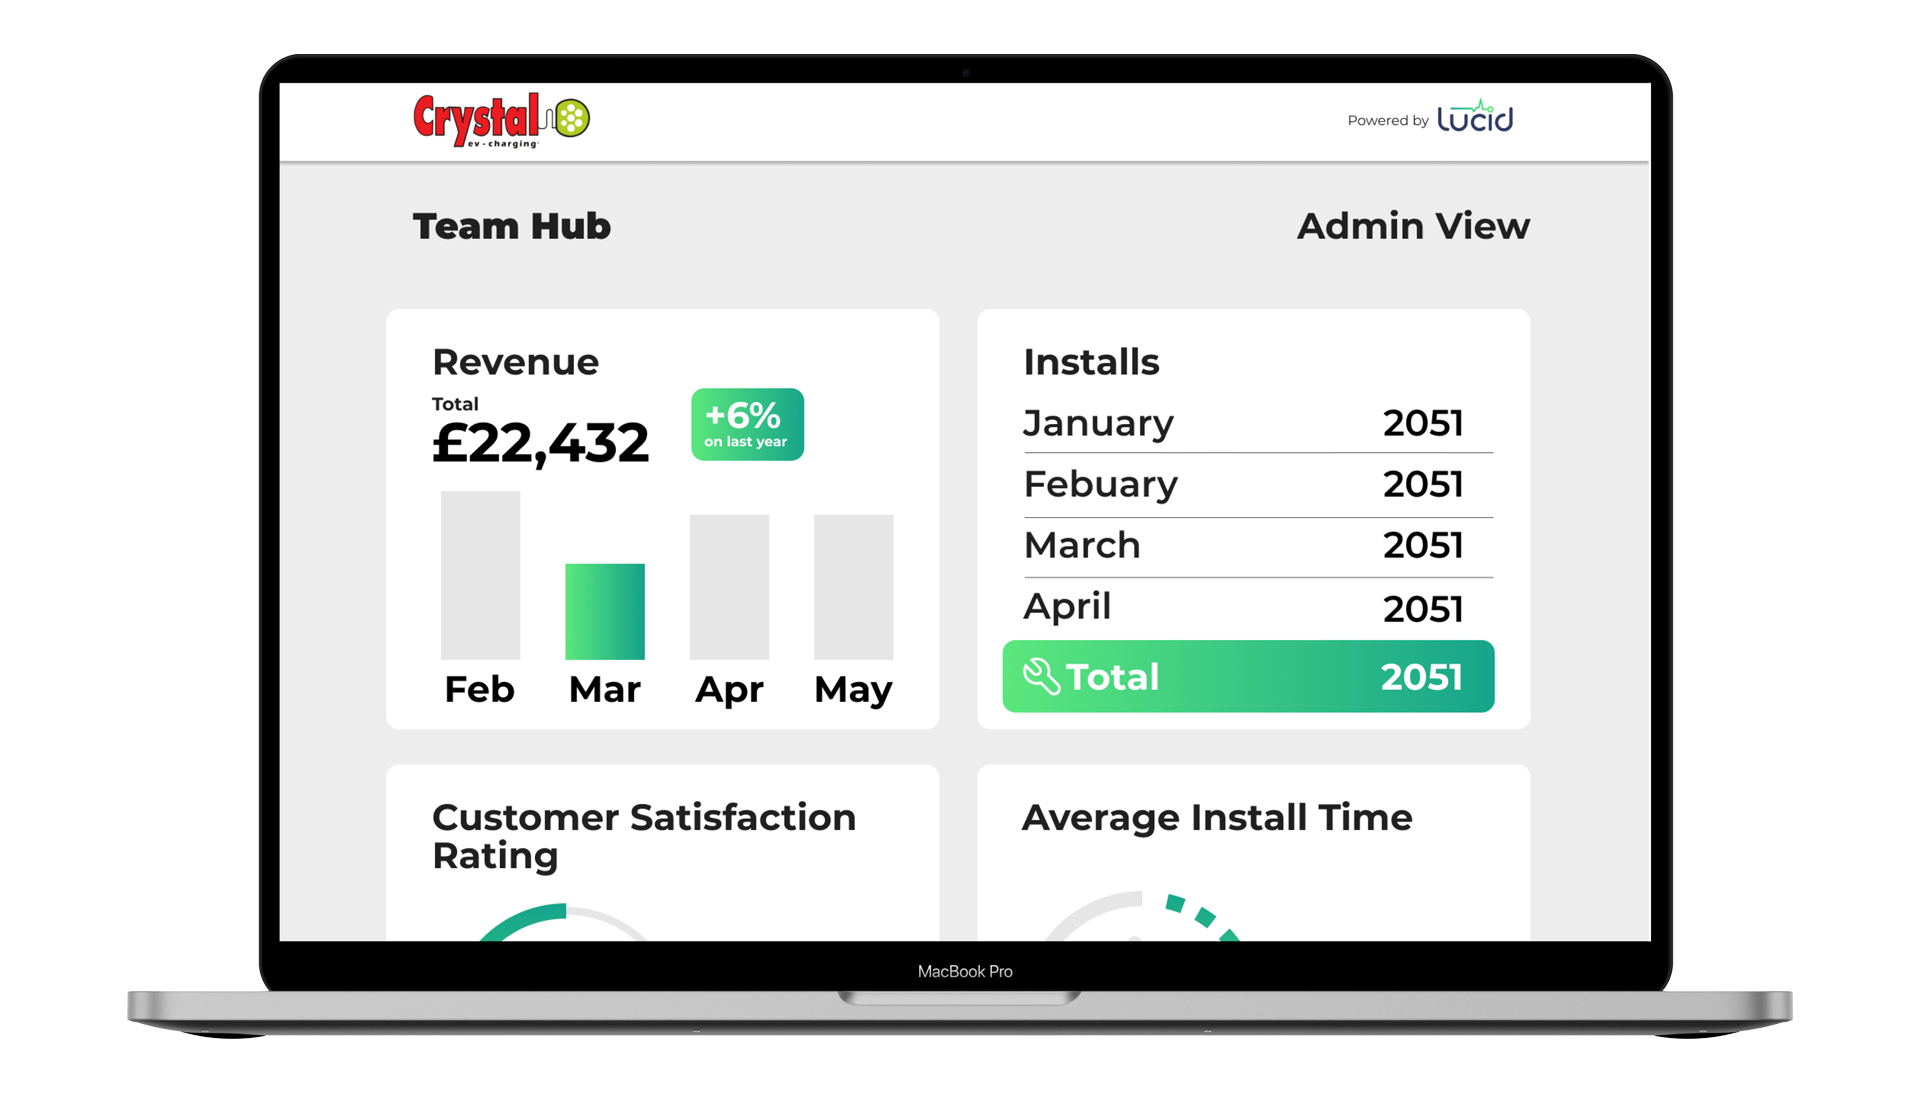 Crystal
ev-charging
Powered by Lucid
Team Hub
Admin View
Revenue
Total
£22,432
+6%
on last year
Feb Mar Apr May
Installs
January 2051
Febuary 2051
March 2051
April 2051
Total 2051
Customer Satisfaction
Rating
Average Install Time
MacBook Pro